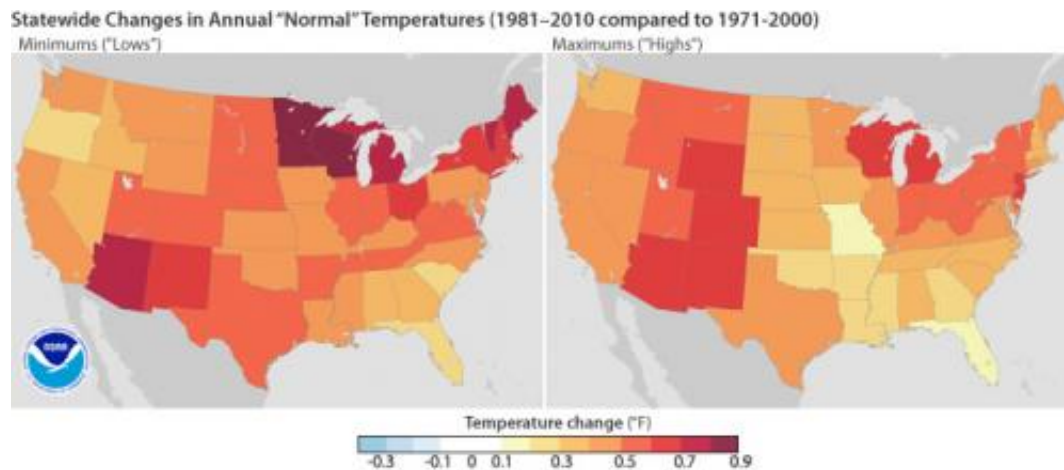 Statewide Changes in Annual “Normal” Temperatures (1981–2010 compared to 1971-2000)
Minimums (“Lows”)
Maximums (“Highs”)
NOAA
Temperature change (°F)
-0.3 -0.1 0 0.1 0.3 0.5 0.7 0.9